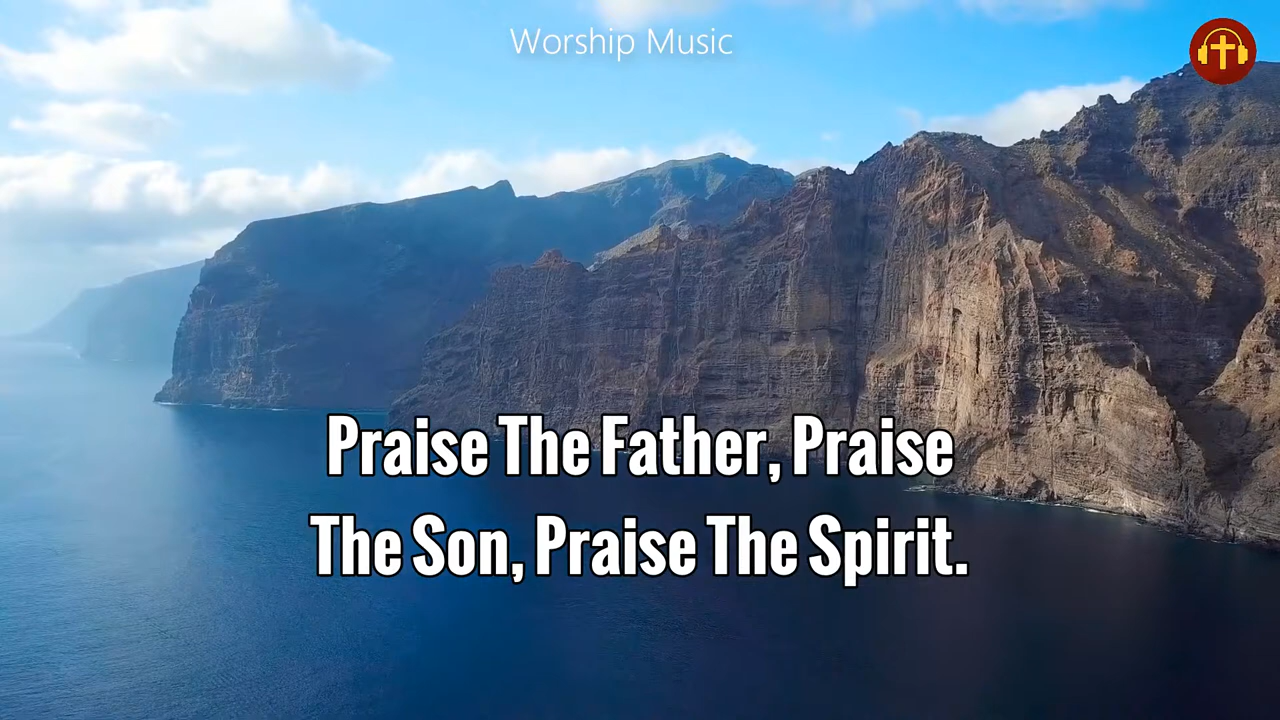 Worship Music
Praise The Father, Praise
The Son, Praise The Spirit.